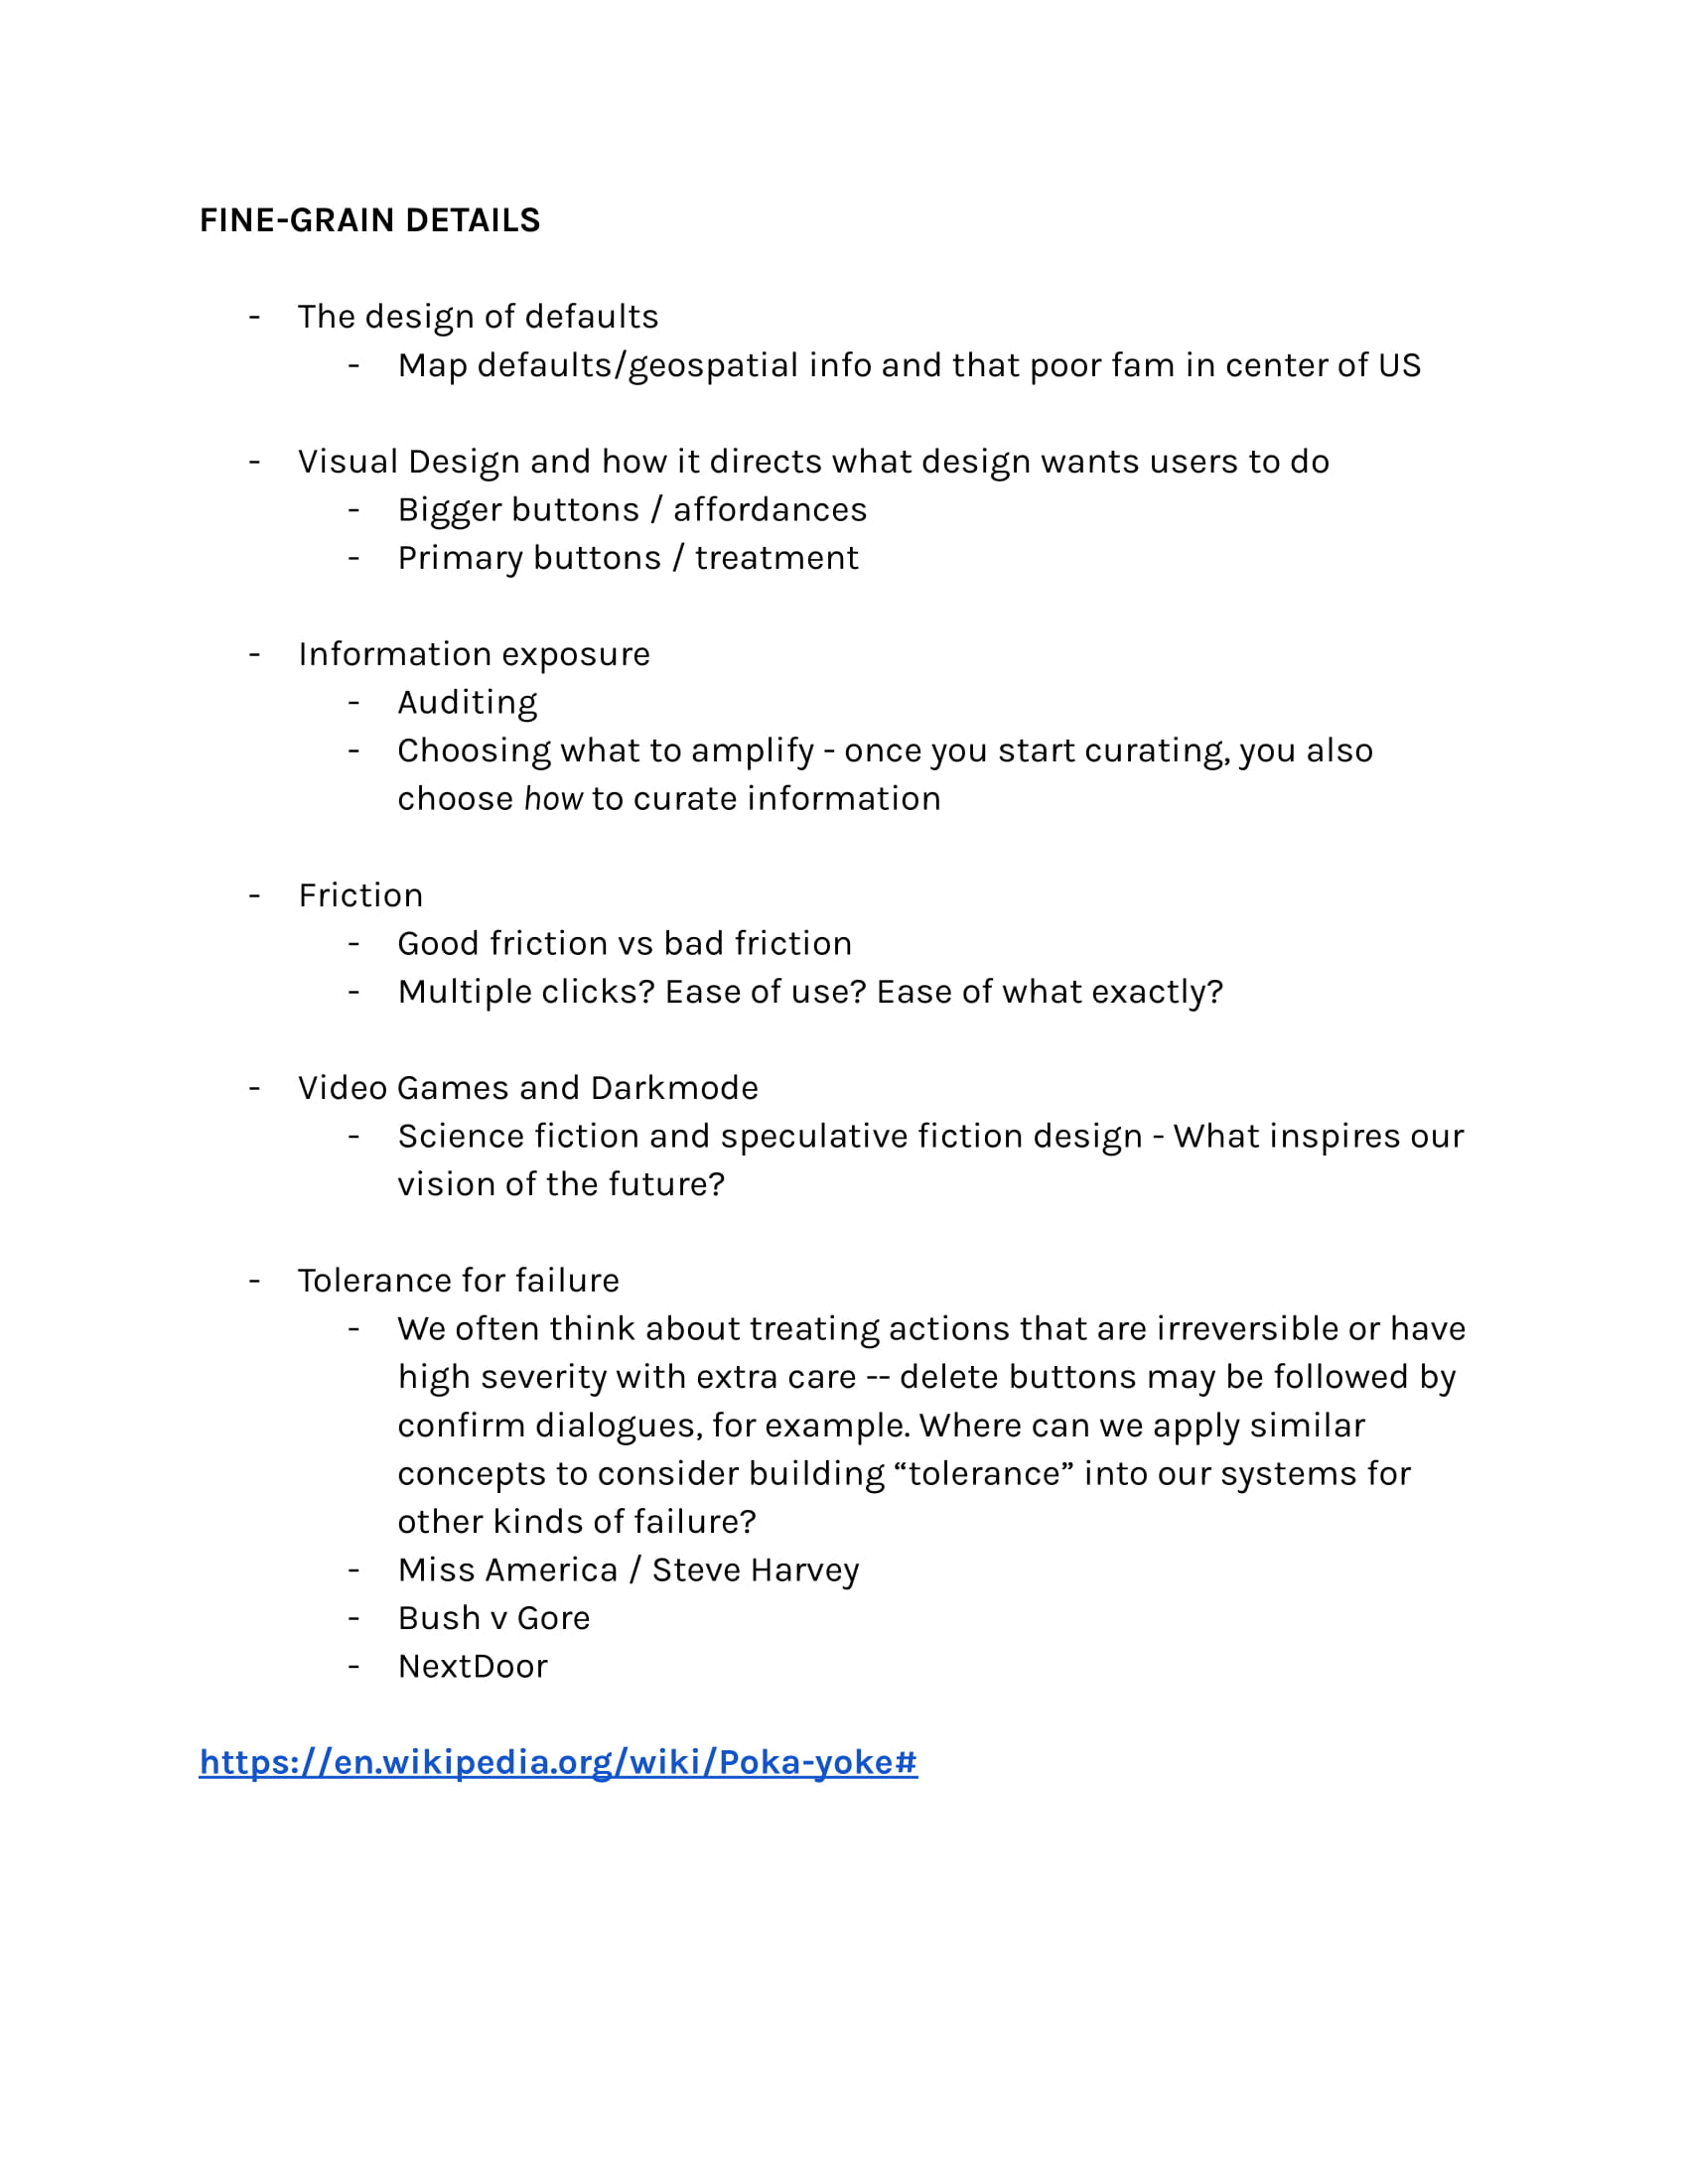 FINE-GRAIN DETAILS
- The design of defaults
- Map defaults/geospatial info and that poor fam in center of US
- Visual Design and how it directs what design wants users to do
- Bigger buttons / affordances
- Primary buttons / treatment
- Information exposure
- Auditing
- Choosing what to amplify - once you start curating, you also
choose how to curate information
- Friction
- Good friction vs bad friction
- Multiple clicks? Ease of use? Ease of what exactly?
- Video Games and Darkmode
- Science fiction and speculative fiction design - What inspires our
vision of the future?
- Tolerance for failure
- We often think about treating actions that are irreversible or have
high severity with extra care -- delete buttons may be followed by
confirm dialogues, for example. Where can we apply similar
concepts to consider building “tolerance” into our systems for
other kinds of failure?
- Miss America / Steve Harvey
- Bush v Gore
- NextDoor
https://en.wikipedia.org/wiki/Poka-yoke#